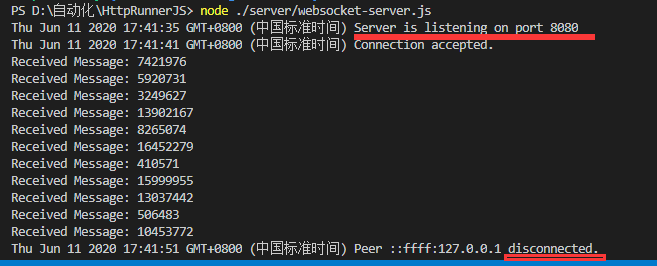 PS D:\自动化\HttpRunnerJS> node ./server/websocket-server.js
Thu Jun 11 2020 17:41:35 GMT+0800 (中国标准时间) Server is listening on port 8080
Thu Jun 11 2020 17:41:41 GMT+0800 (中国标准时间) Connection accepted.
Received Message: 7421976
Received Message: 5920731
Received Message: 3249627
Received Message: 13902167
Received Message: 8265074
Received Message: 16452279
Received Message: 410571
Received Message: 15999955
Received Message: 13037442
Received Message: 506483
Received Message: 10453772
Thu Jun 11 2020 17:41:51 GMT+0800 (中国标准时间) Peer ::ffff:127.0.0.1 disconnected.